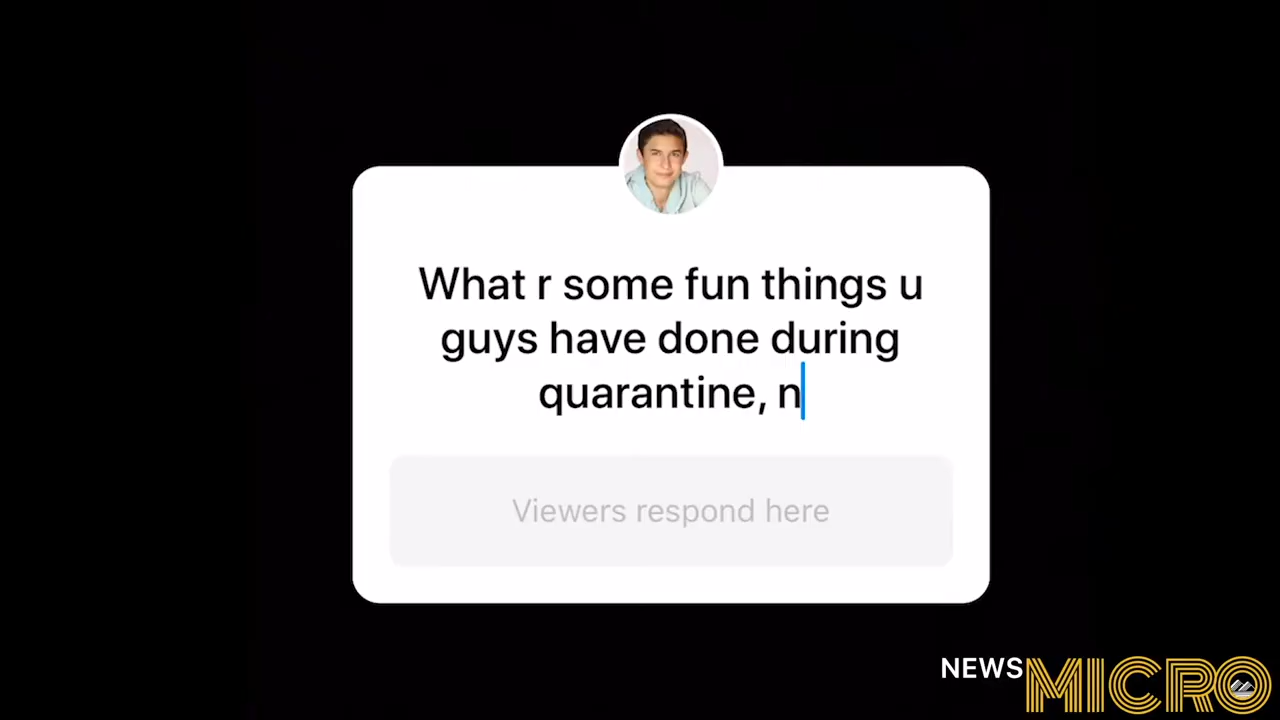 What r some fun things u
guys have done during
quarantine, n
Viewers respond here
NEWS MICRO